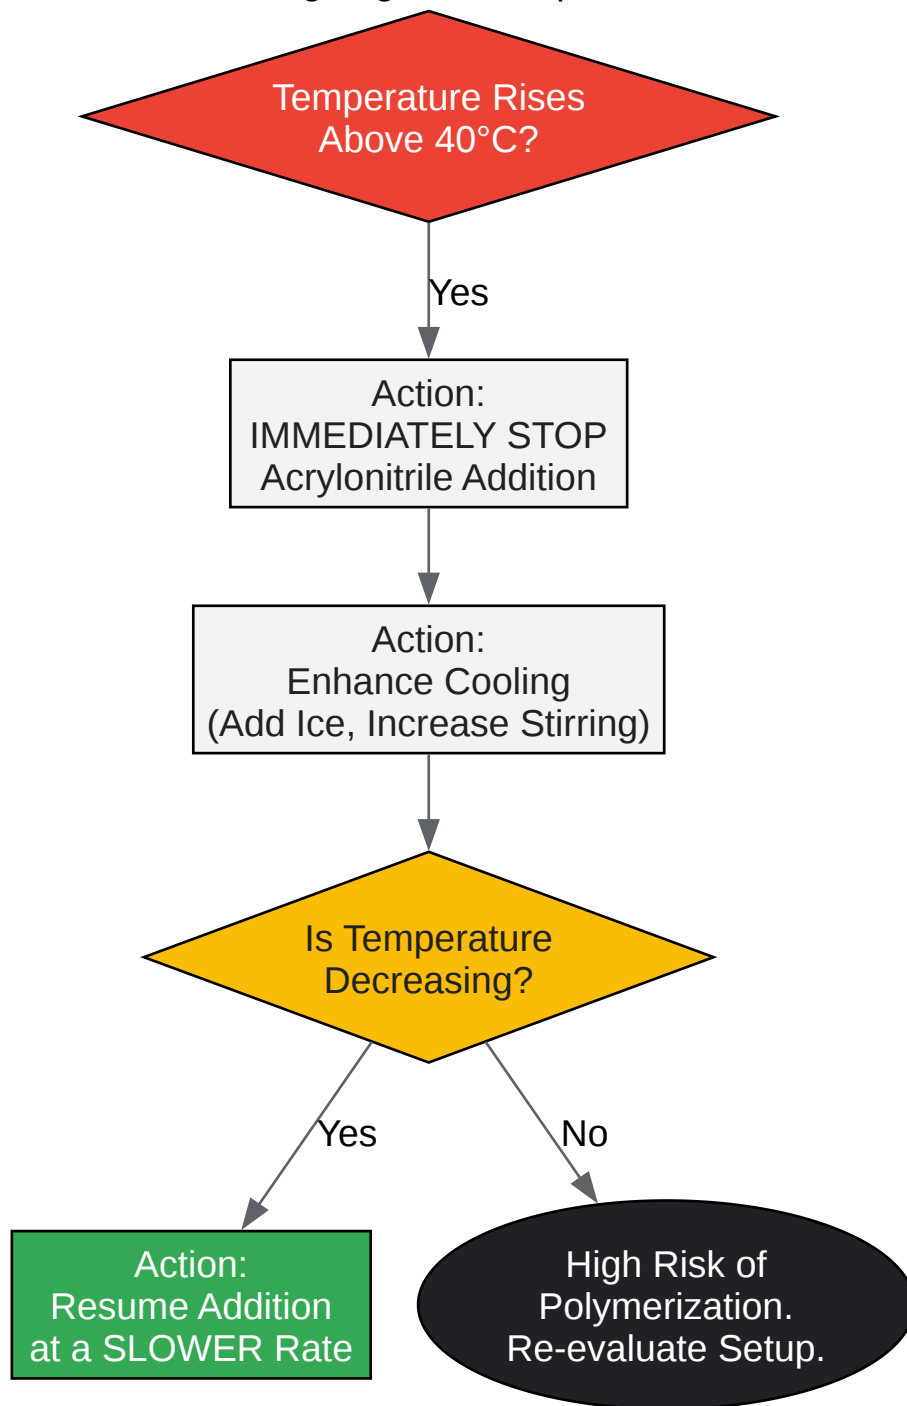 Temperature Rises
Above 40°C?
Yes
Action:
IMMEDIATELY STOP
Acrylonitrile Addition
Action:
Enhance Cooling
(Add Ice, Increase Stirring)
Is Temperature
Decreasing?
Yes
No
Action:
Resume Addition
at a SLOWER Rate
High Risk of
Polymerization.
Re-evaluate Setup.